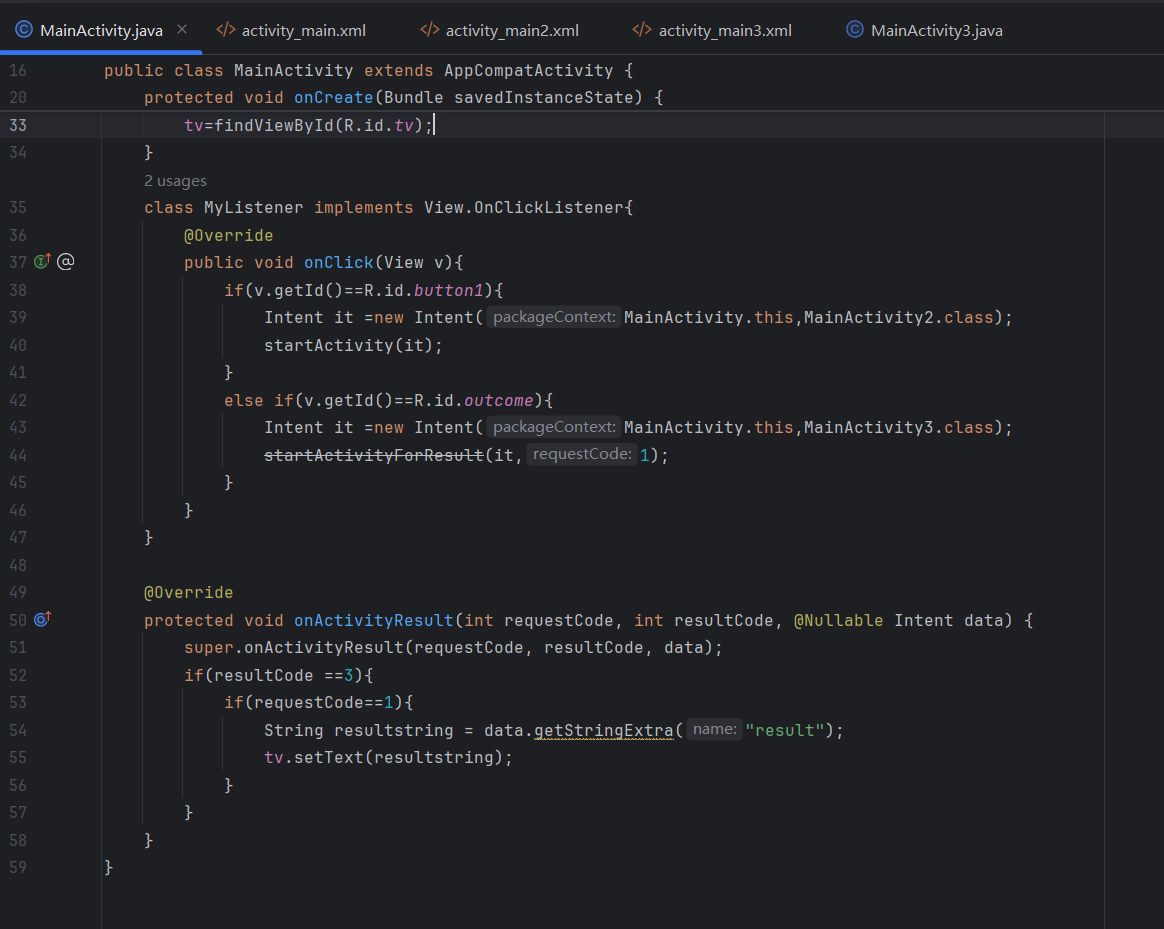 MainActivity.java activity_main.xml activity_main2.xml activity_main3.xml MainActivity3.java
16 public class MainActivity extends AppCompatActivity {
20 protected void onCreate(Bundle savedInstanceState) {
33 tv=findViewById(R.id.tv);
34 }
2 usages
35 class MyListener implements View.OnClickListener{
36 @Override
37 public void onClick(View v){
38 if(v.getId()==R.id.button1){
39 Intent it =new Intent( packageContext: MainActivity.this,MainActivity2.class);
40 startActivity(it);
41 }
42 else if(v.getId()==R.id.outcome){
43 Intent it =new Intent( packageContext: MainActivity.this,MainActivity3.class);
44 startActivityForResult(it, requestCode: 1);
45 }
46 }
47 }
48
49 @Override
50 protected void onActivityResult(int requestCode, int resultCode, @Nullable Intent data) {
51 super.onActivityResult(requestCode, resultCode, data);
52 if(resultCode ==3){
53 if(requestCode==1){
54 String resultstring = data.getStringExtra( name: "result");
55 tv.setText(resultstring);
56 }
57 }
58 }
59 }